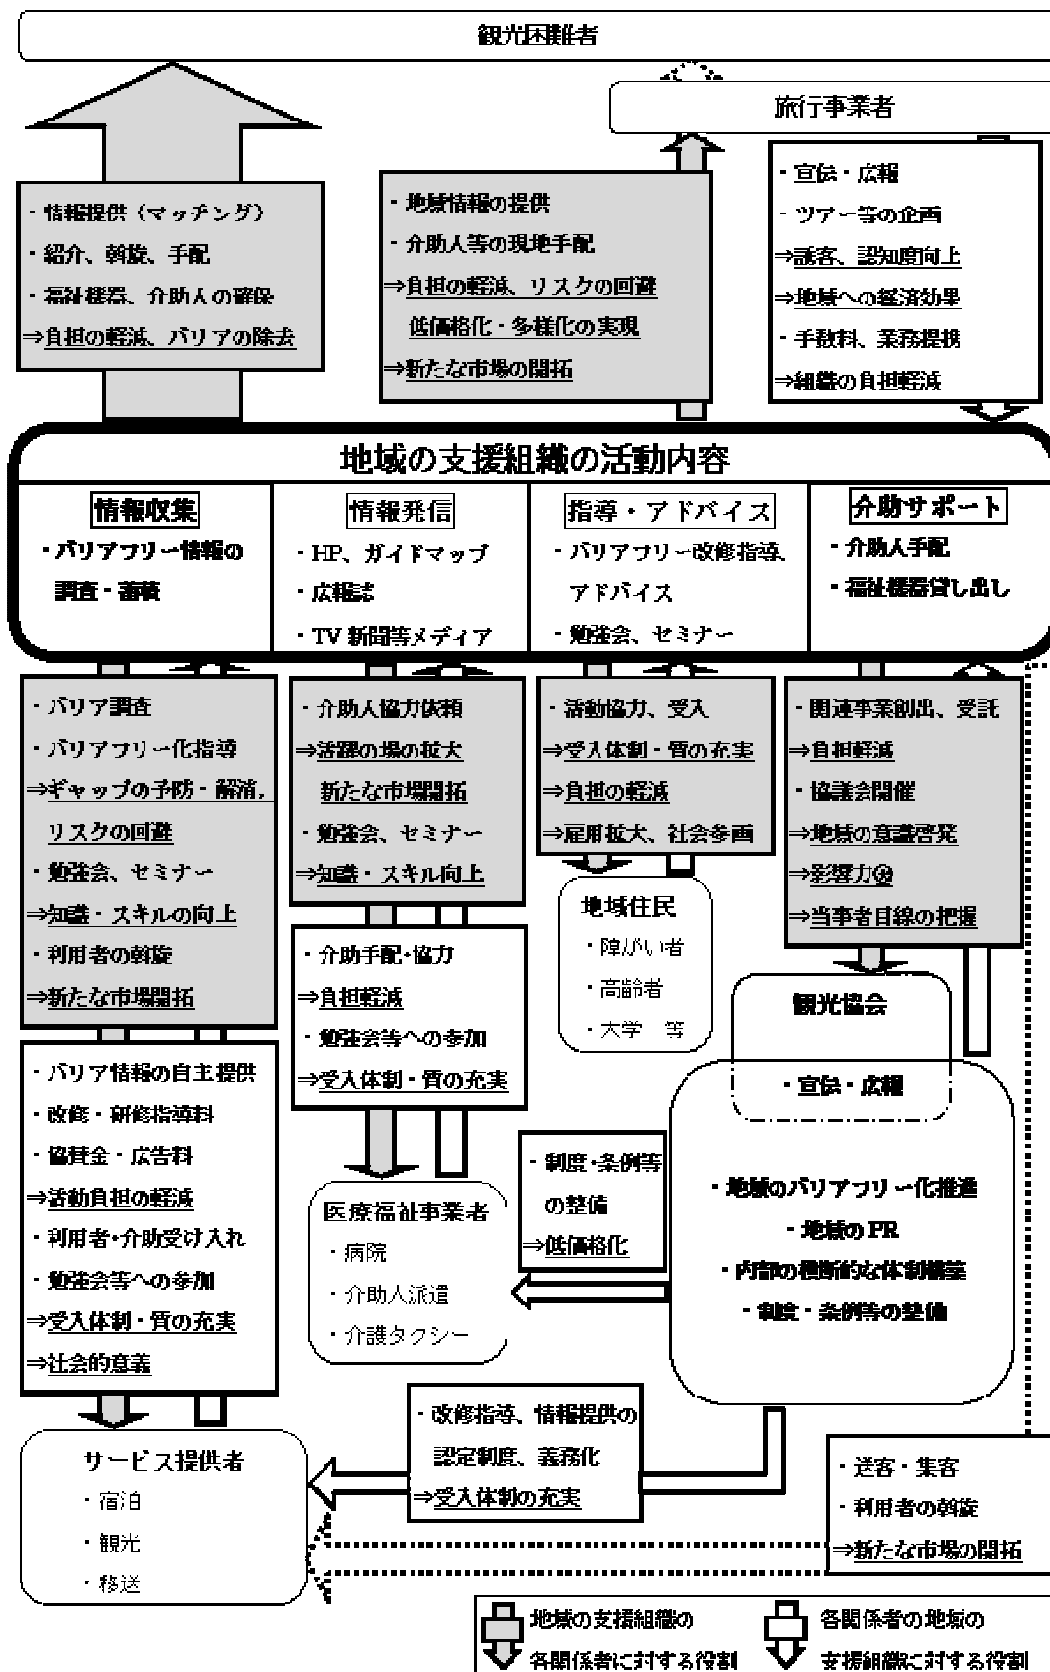 観光困難者
旅行事業者
・情報提供（マッチング）
・紹介、斡旋、手配
・福祉機器、介助人の確保
⇒負担の軽減、バリアの除去
・地域情報の提供
・介助人等の現地手配
⇒負担の軽減、リスクの回避
低価格化・多様化の実現
⇒新たな市場の開拓
・宣伝・広報
・ツアー等の企画
⇒誘客、認知度向上
⇒地域への経済効果
・手数料、業務提携
⇒組織の負担軽減
地域の支援組織の活動内容
情報収集
・バリアフリー情報の
調査・蓄積
情報発信
・HP、ガイドマップ
・広報誌
・TV 新聞等メディア
指導・アドバイス
・バリアフリー改修指導、
アドバイス
・勉強会、セミナー
介助サポート
・介助人手配
・福祉機器貸し出し
・バリア調査
・バリアフリー化指導
⇒ギャップの予防・解消、
リスクの回避
・勉強会、セミナー
⇒知識・スキルの向上
・利用者の斡旋
⇒新たな市場開拓
・バリア情報の自主提供
・改修・研修指導料
・協賛金・広告料
⇒活動負担の軽減
・利用者・介助受け入れ
・勉強会等への参加
⇒受入体制・質の充実
⇒社会的意義
サービス提供者
・宿泊
・観光
・移送
・介助人協力依頼
⇒活躍の場の拡大
新たな市場開拓
・勉強会、セミナー
⇒知識・スキル向上
・介助手配・協力
⇒負担軽減
・勉強会等への参加
⇒受入体制・質の充実
医療福祉事業者
・病院
・介助人派遣
・介護タクシー
・活動協力、受入
⇒受入体制・質の充実
⇒負担の軽減
⇒雇用拡大、社会参画
地域住民
・障がい者
・高齢者
・大学　等
・関連事業創出、受託
⇒負担軽減
・協議会開催
⇒地域の意識啓発
⇒影響力㊛
⇒当事者目線の把握
観光協会
・宣伝・広報
・地域のバリアフリー化推進
・地域のPR
・内部の横断的な体制構築
・制度・条例等の整備
・制度・条例等
の整備
⇒低価格化
・改修指導、情報提供の
認定制度、義務化
⇒受入体制の充実
・送客・集客
・利用者の斡旋
⇒新たな市場の開拓
地域の支援組織の
各関係者に対する役割
各関係者の地域の
支援組織に対する役割